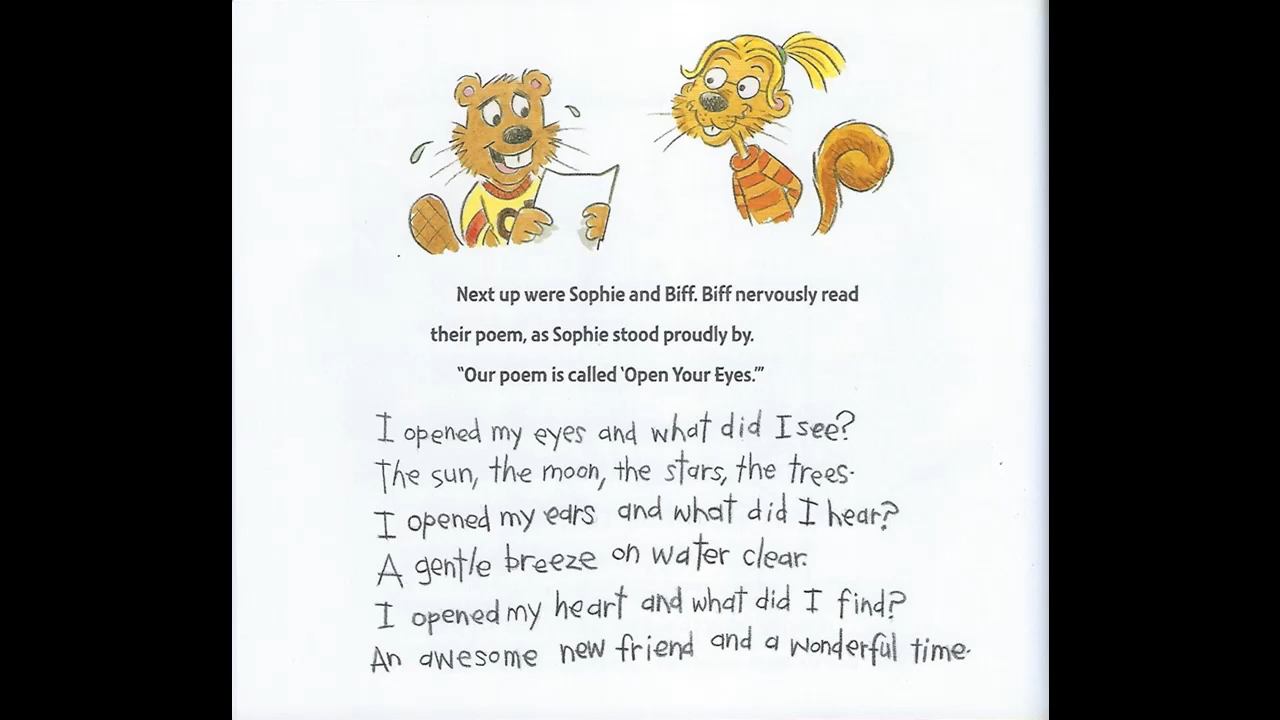 Next up were Sophie and Biff. Biff nervously read
their poem, as Sophie stood proudly by.
"Our poem is called 'Open Your Eyes.'"
I opened my eyes and what did I see?
The sun, the moon, the stars, the trees.
I opened my ears and what did I hear?
A gentle breeze on water clear.
I opened my heart and what did I find?
An awesome new friend and a wonderful time.